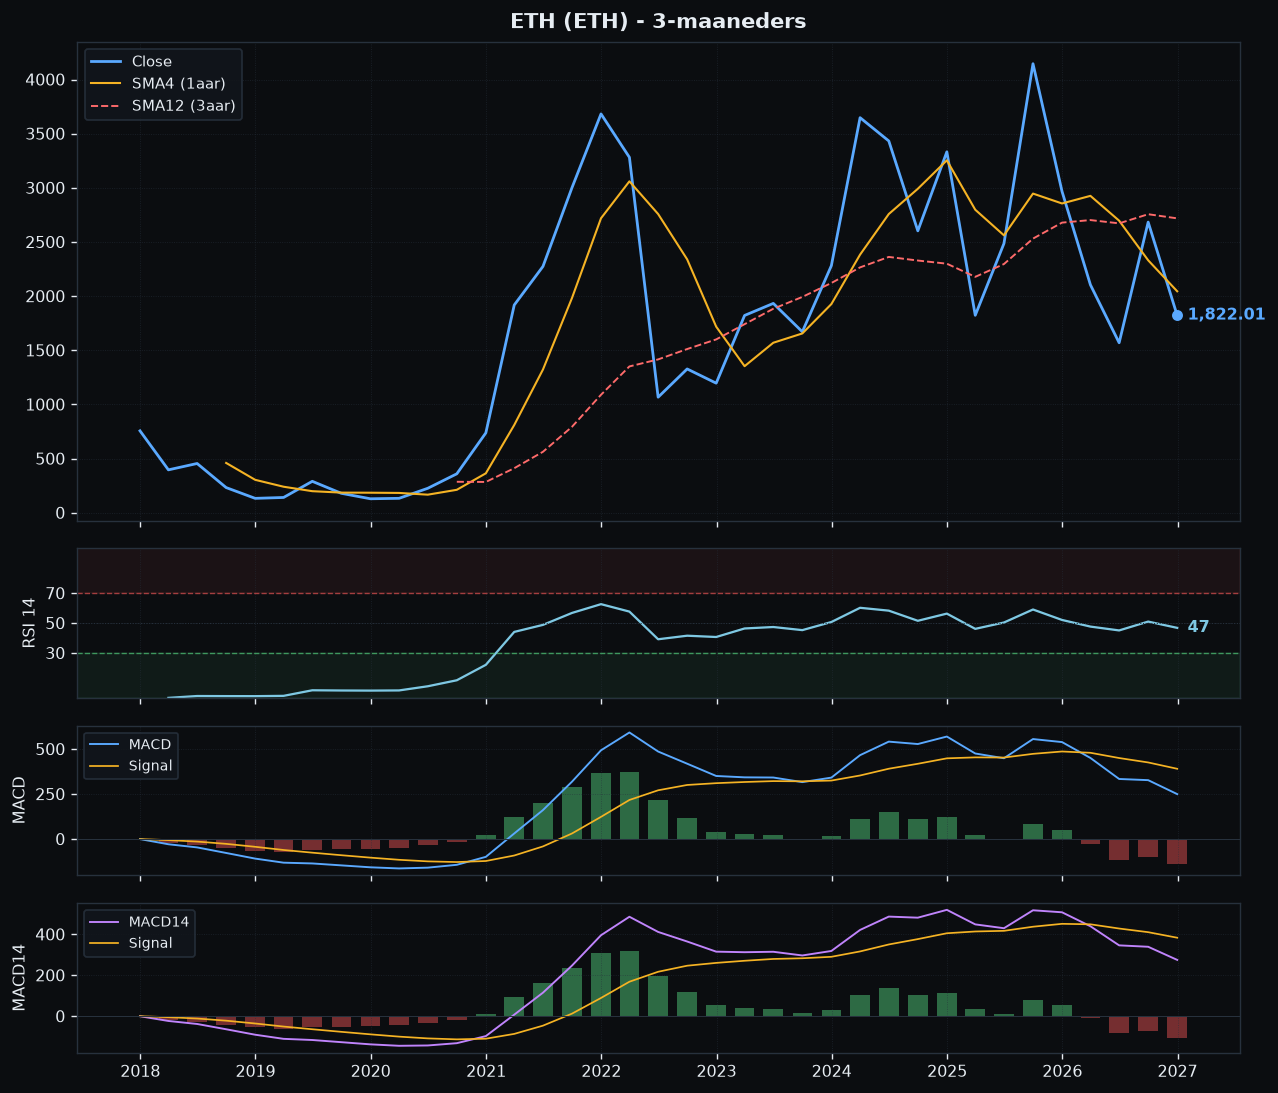 ETH (ETH) - 3-maaneders
Close
SMA4 (1aar)
SMA12 (3aar)
4000
3500
3000
2500
2000
1500
1000
500
0
1,822.01
RSI 14
70
50
30
47
MACD
MACD
Signal
500
250
0
MACD14
MACD14
Signal
400
200
0
2018 2019 2020 2021 2022 2023 2024 2025 2026 2027